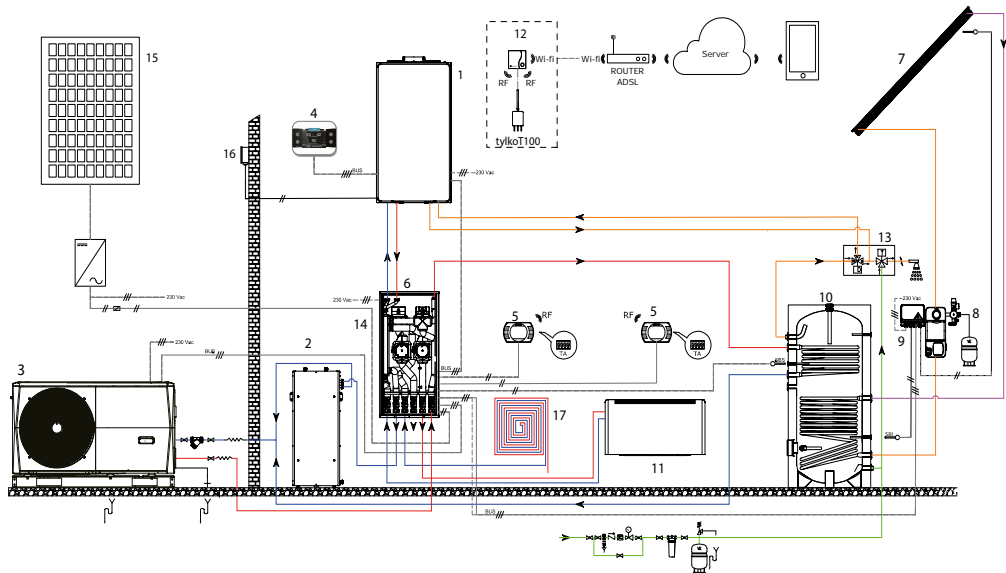 15
16
4
BUS
1
230 Vac
12
RF
RF
Wi-fi
tylkoT100
Wi-fi
ROUTER
ADSL
Server
7
13
230 Vac
3
230 Vac
BUS
2
6
230 Vac
14
BUS
5
RF
TA
RF
5
TA
17
11
10
SBS
SBL
230 Vac
9
8
BUS